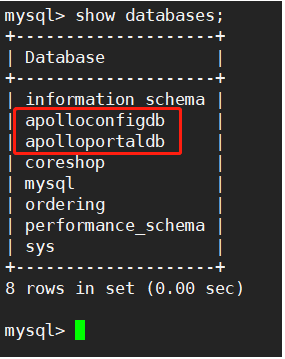 mysql> show databases;
+--------------------+
| Database           |
+--------------------+
| information_schema |
| apolloconfigdb     |
| apolloportaldb     |
| coreshop           |
| mysql              |
| ordering           |
| performance_schema |
| sys                |
+--------------------+
8 rows in set (0.00 sec)
mysql>